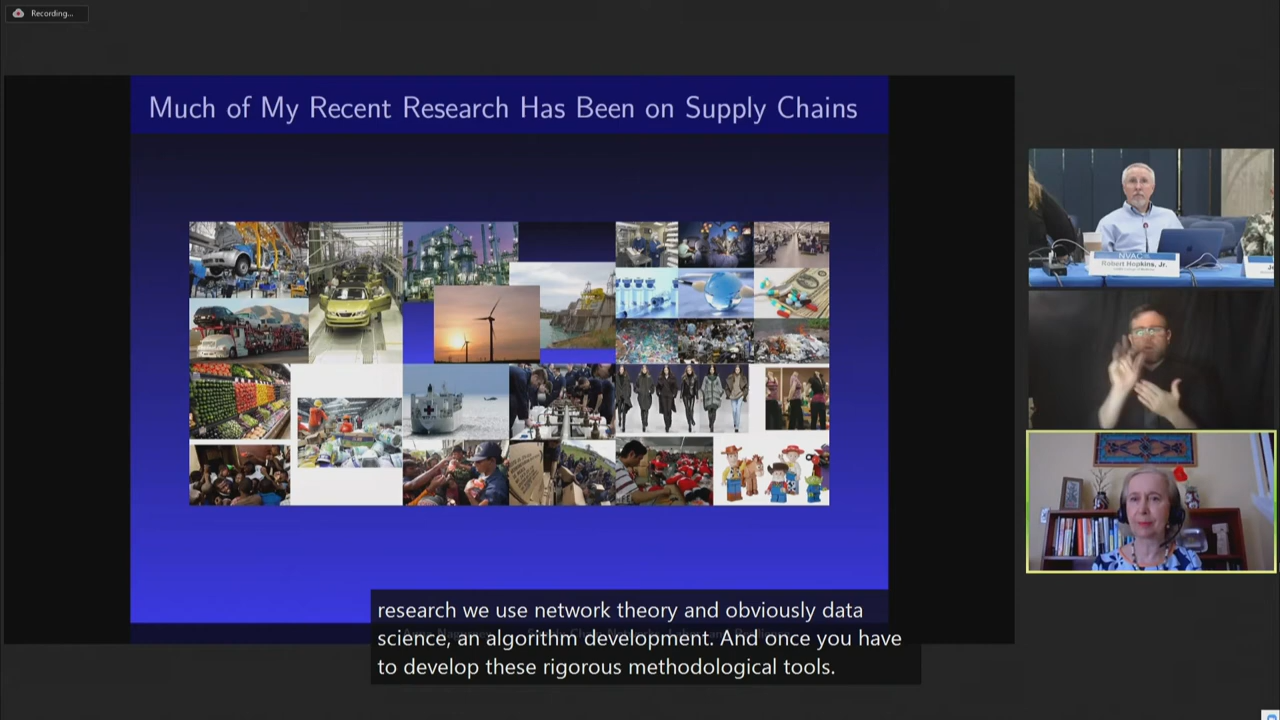 Recording...
Much of My Recent Research Has Been on Supply Chains
NVAC
Robert Hopkins, Jr.
research we use network theory and obviously data
science, an algorithm development. And once you have
to develop these rigorous methodological tools.